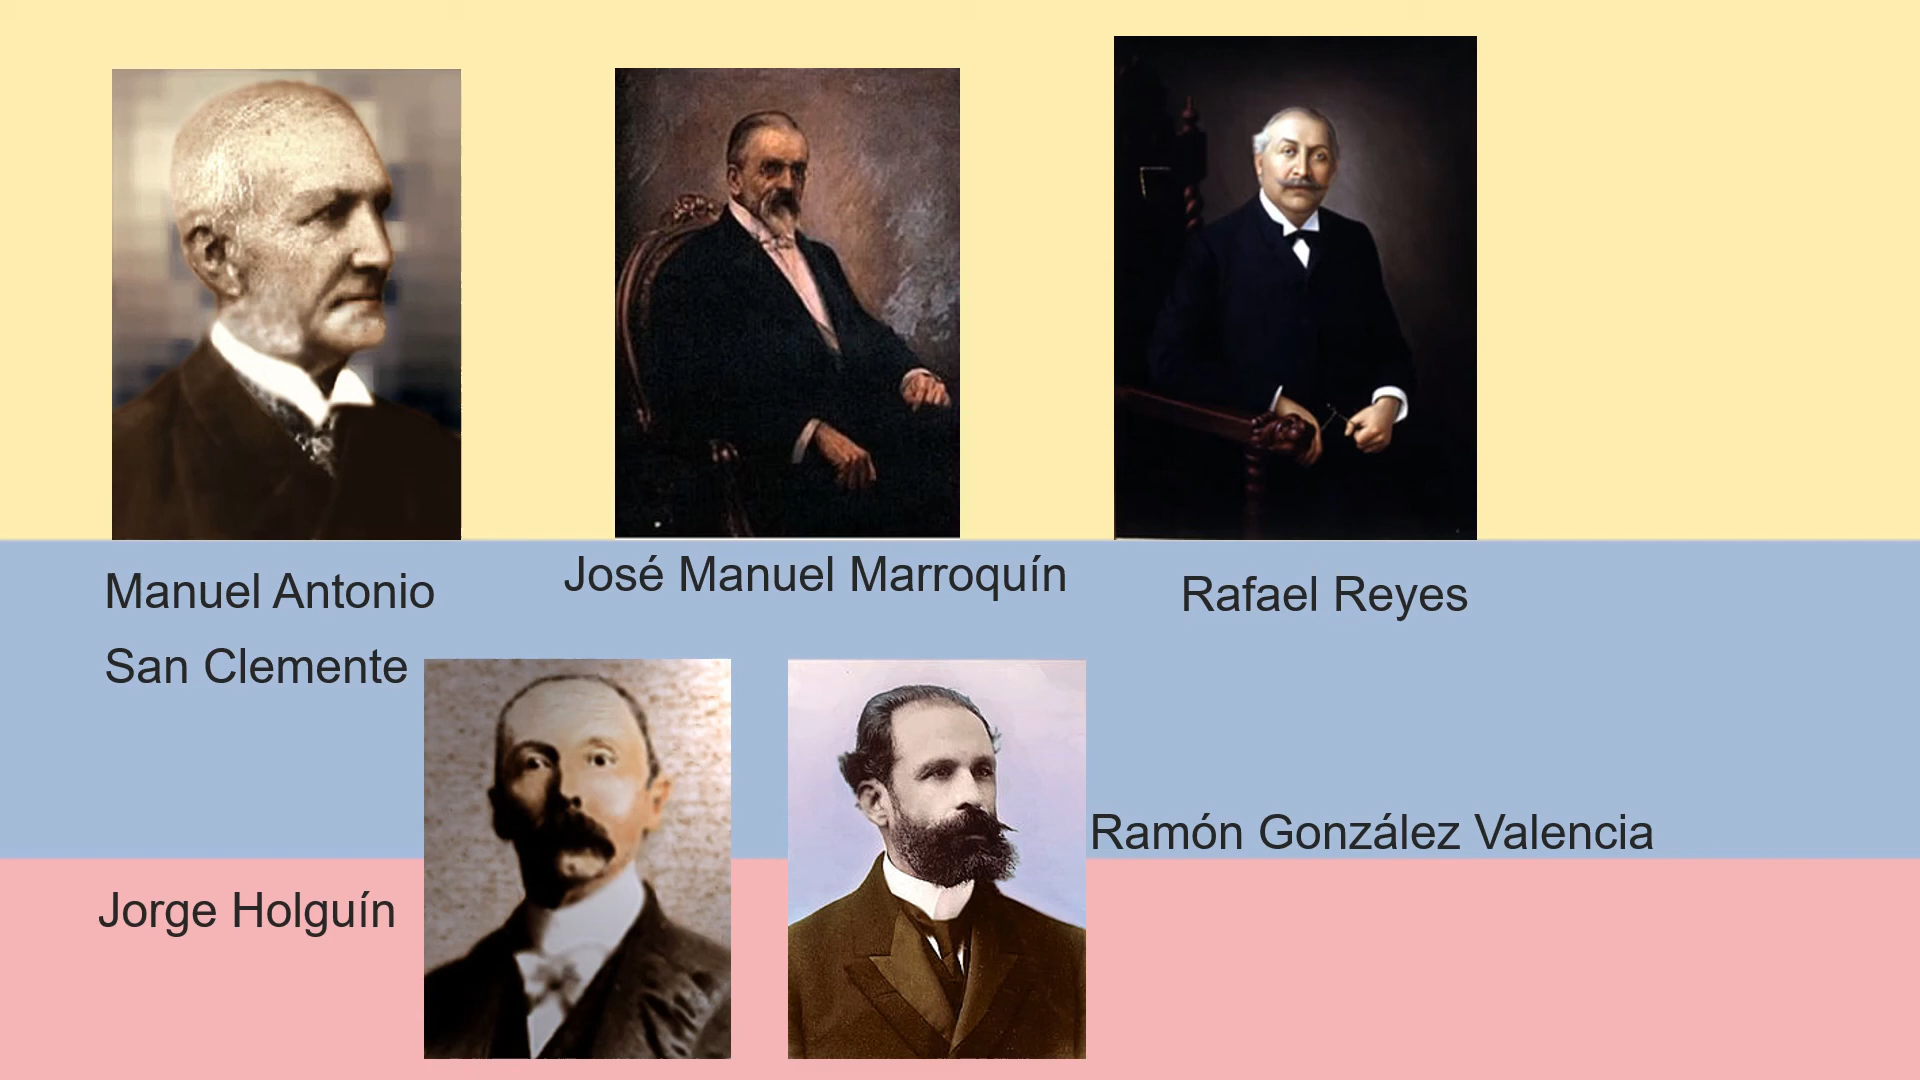 Manuel Antonio
San Clemente
José Manuel Marroquín
Rafael Reyes
Jorge Holguín
Ramón González Valencia